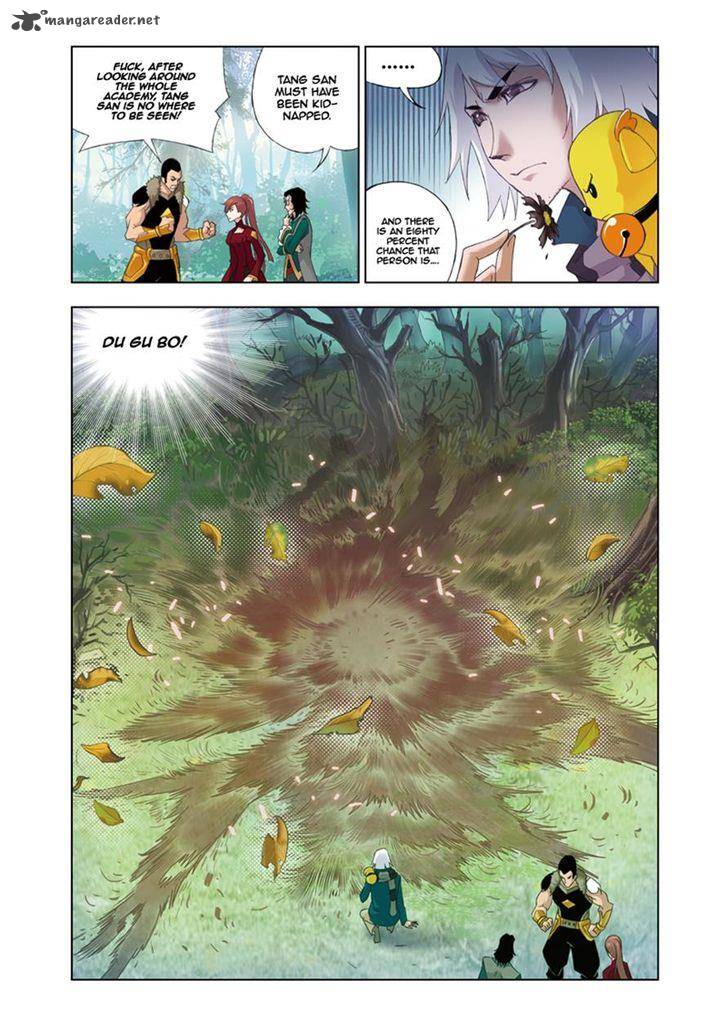 mangareader.net
FUCK, AFTER
LOOKING AROUND
THE WHOLE
ACADEMY, TANG
SAN IS NO WHERE
TO BE SEEN!
TANG SAN
MUST HAVE
BEEN KID-
NAPPED.
......
AND THERE
IS AN EIGHTY
PERCENT
CHANCE THAT
PERSON IS....
DU GU BO!